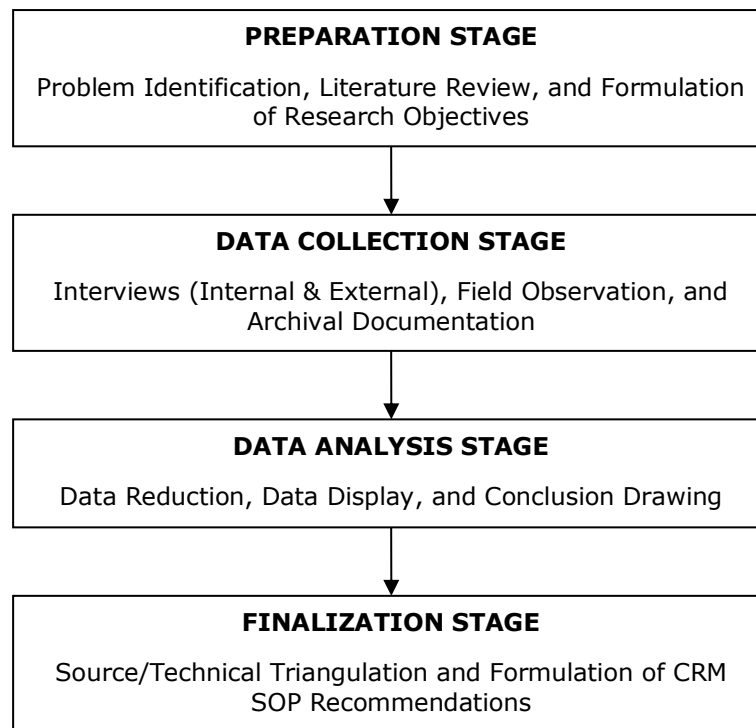 PREPARATION STAGE
Problem Identification, Literature Review, and Formulation
of Research Objectives
DATA COLLECTION STAGE
Interviews (Internal & External), Field Observation, and
Archival Documentation
DATA ANALYSIS STAGE
Data Reduction, Data Display, and Conclusion Drawing
FINALIZATION STAGE
Source/Technical Triangulation and Formulation of CRM
SOP Recommendations